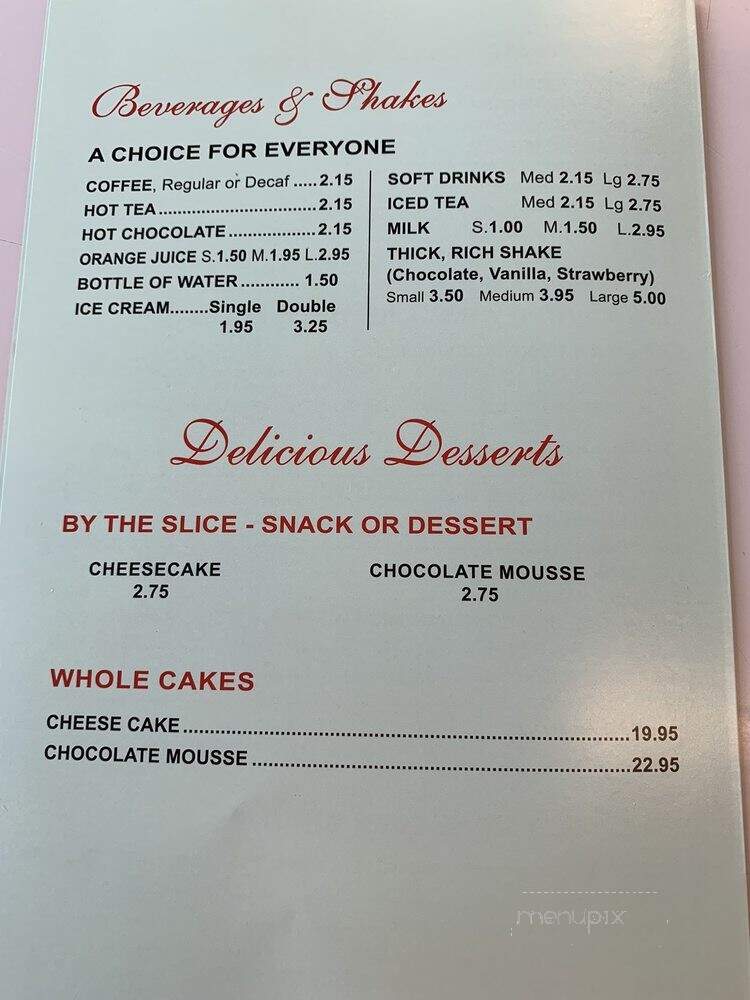 Beverages & Shakes
A CHOICE FOR EVERYONE
COFFEE, Regular or Decaf .....2.15
HOT TEA...................................2.15
HOT CHOCOLATE..................2.15
ORANGE JUICE S.1.50 M.1.95 L.2.95
BOTTLE OF WATER............ 1.50
ICE CREAM........Single Double
1.95 3.25
SOFT DRINKS Med 2.15 Lg 2.75
ICED TEA Med 2.15 Lg 2.75
MILK S.1.00 M.1.50 L.2.95
THICK, RICH SHAKE
(Chocolate, Vanilla, Strawberry)
Small 3.50 Medium 3.95 Large 5.00
Delicious Desserts
BY THE SLICE - SNACK OR DESSERT
CHEESECAKE
2.75
CHOCOLATE MOUSSE
2.75
WHOLE CAKES
CHEESE CAKE..............................................................................19.95
CHOCOLATE MOUSSE..................................................................22.95
menupix